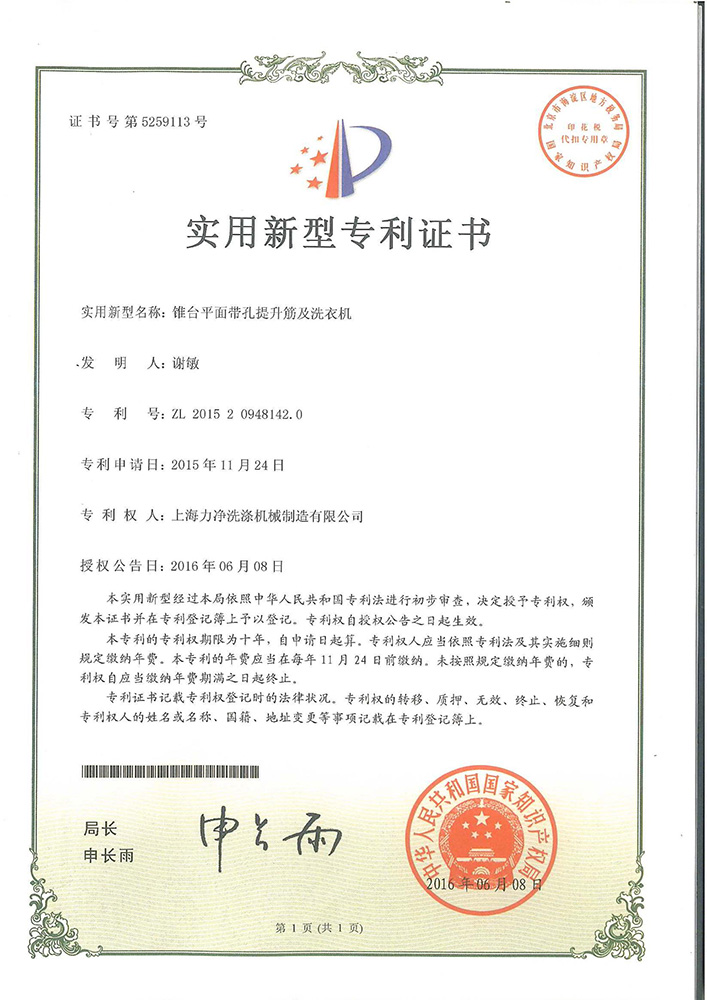 证书号第5259113号
北京市海淀区地方税务局
印花税
代扣专用章
国家知识产权局
实用新型专利证书
实用新型名称：锥台平面带孔提升筋及洗衣机
发 明 人：谢敏
专 利 号：ZL 2015 2 0948142.0
专利申请日：2015年11月24日
专 利 权 人：上海力净洗涤机械制造有限公司
授权公告日：2016年06月08日
本实用新型经过本局依照中华人民共和国专利法进行初步审查，决定授予专利权，颁
发本证书并在专利登记簿上予以登记。专利权自授权公告之日起生效。
本专利的专利权期限为十年，自申请日起算。专利权人应当依照专利法及其实施细则
规定缴纳年费。本专利的年费应当在每年11月24日前缴纳。未按照规定缴纳年费的，专
利权自应当缴纳年费期满之日起终止。
专利证书记载专利权登记时的法律状况。专利权的转移、质押、无效、终止、恢复和
专利权人的姓名或名称、国籍、地址变更等事项记载在专利登记簿上。
局长
申长雨
申长雨
中华人民共和国国家知识产权局
2016年06月08日
第1页(共1页)